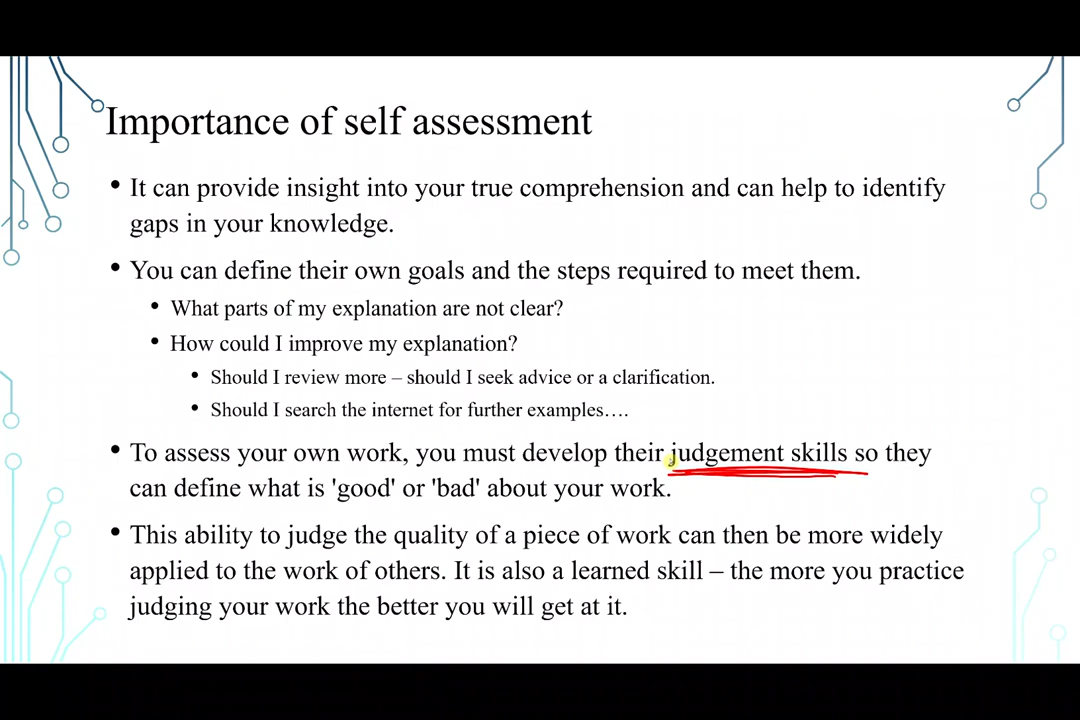 Importance of self assessment
• It can provide insight into your true comprehension and can help to identify
gaps in your knowledge.
• You can define their own goals and the steps required to meet them.
• What parts of my explanation are not clear?
• How could I improve my explanation?
• Should I review more – should I seek advice or a clarification.
• Should I search the internet for further examples….
• To assess your own work, you must develop their judgement skills so they
can define what is 'good' or 'bad' about your work.
• This ability to judge the quality of a piece of work can then be more widely
applied to the work of others. It is also a learned skill – the more you practice
judging your work the better you will get at it.